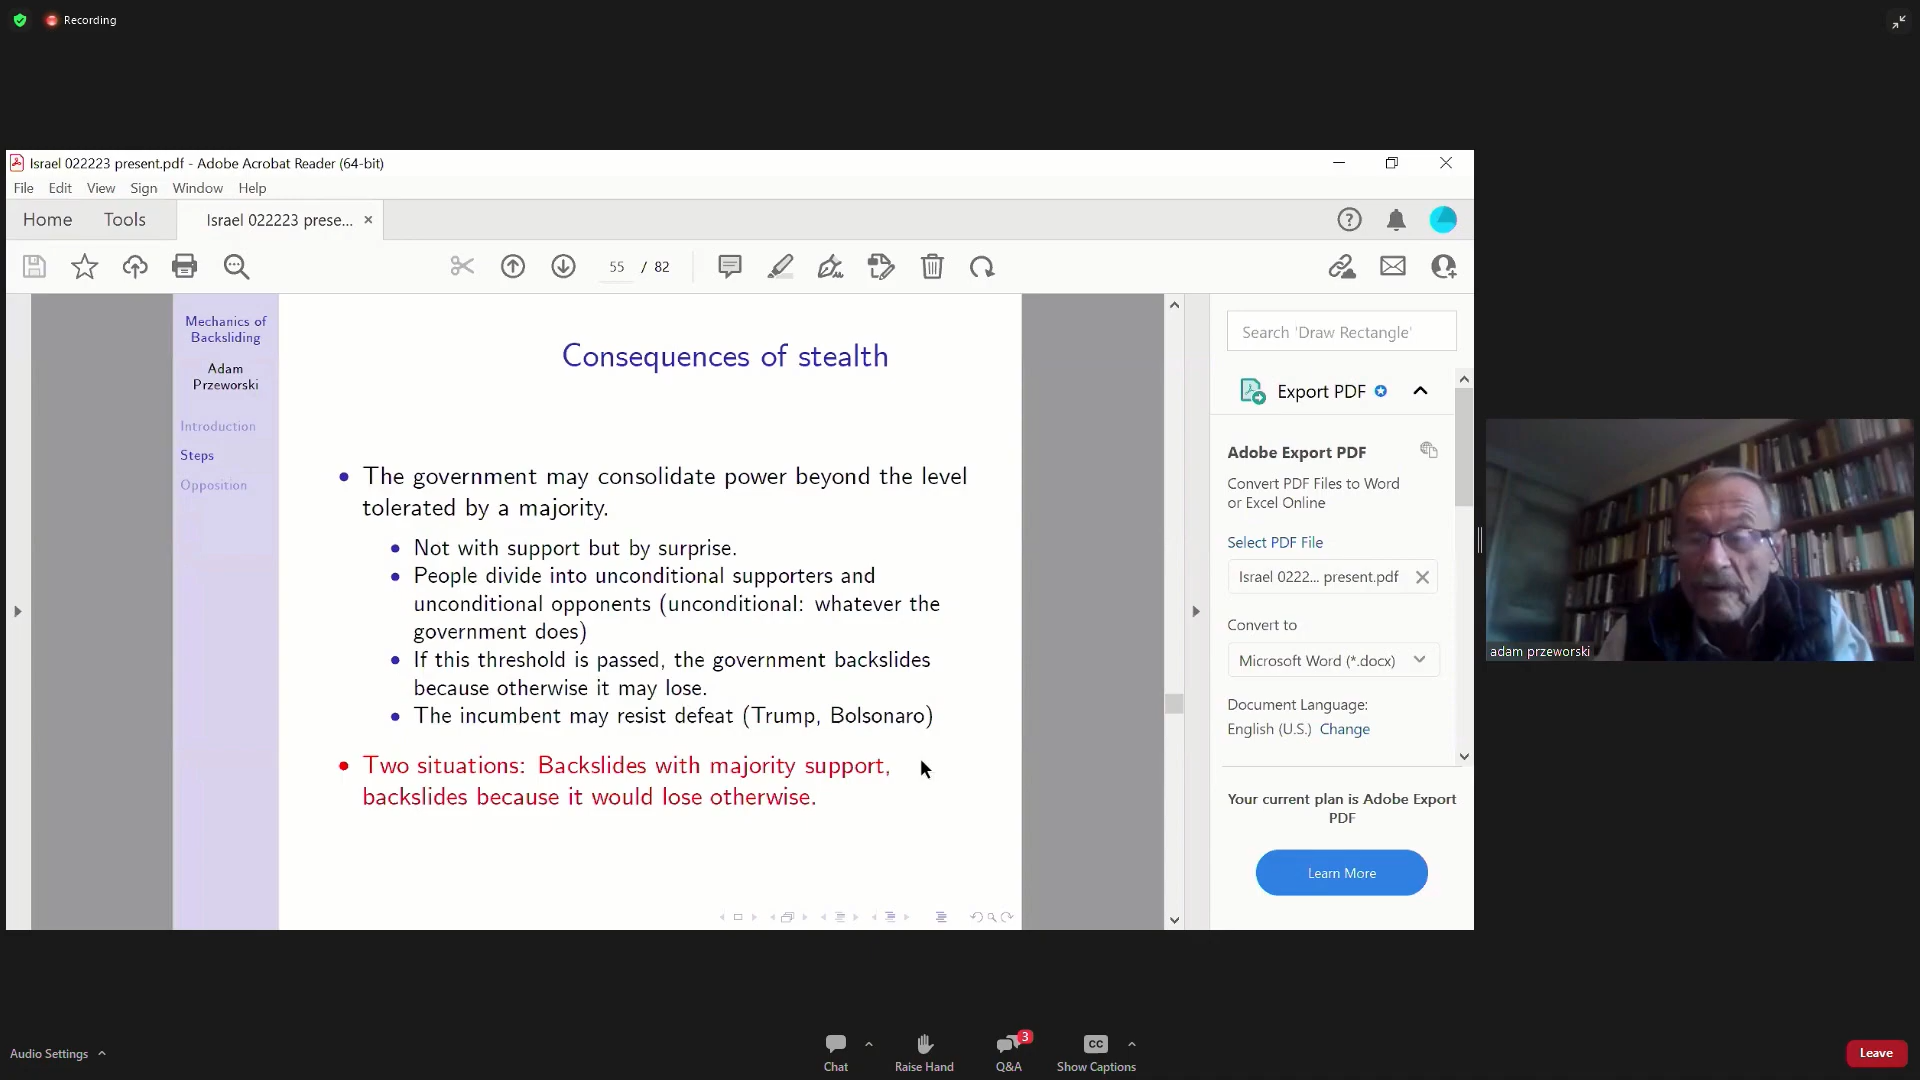 Recording
Israel 022223 present.pdf - Adobe Acrobat Reader (64-bit)
File Edit View Sign Window Help
Home Tools Israel 022223 prese...
55 / 82
Mechanics of
Backsliding
Adam
Przeworski
Introduction
Steps
Opposition
Consequences of stealth
• The government may consolidate power beyond the level
tolerated by a majority.
• Not with support but by surprise.
• People divide into unconditional supporters and
unconditional opponents (unconditional: whatever the
government does)
• If this threshold is passed, the government backslides
because otherwise it may lose.
• The incumbent may resist defeat (Trump, Bolsonaro)
• Two situations: Backslides with majority support,
backslides because it would lose otherwise.
Search 'Draw Rectangle'
Export PDF
Adobe Export PDF
Convert PDF Files to Word
or Excel Online
Select PDF File
Israel 0222... present.pdf
Convert to
Microsoft Word (*.docx)
Document Language:
English (U.S.) Change
Your current plan is Adobe Export
PDF
Learn More
adam przeworski
Audio Settings
Chat
Raise Hand
3
Q&A
CC
Show Captions
Leave